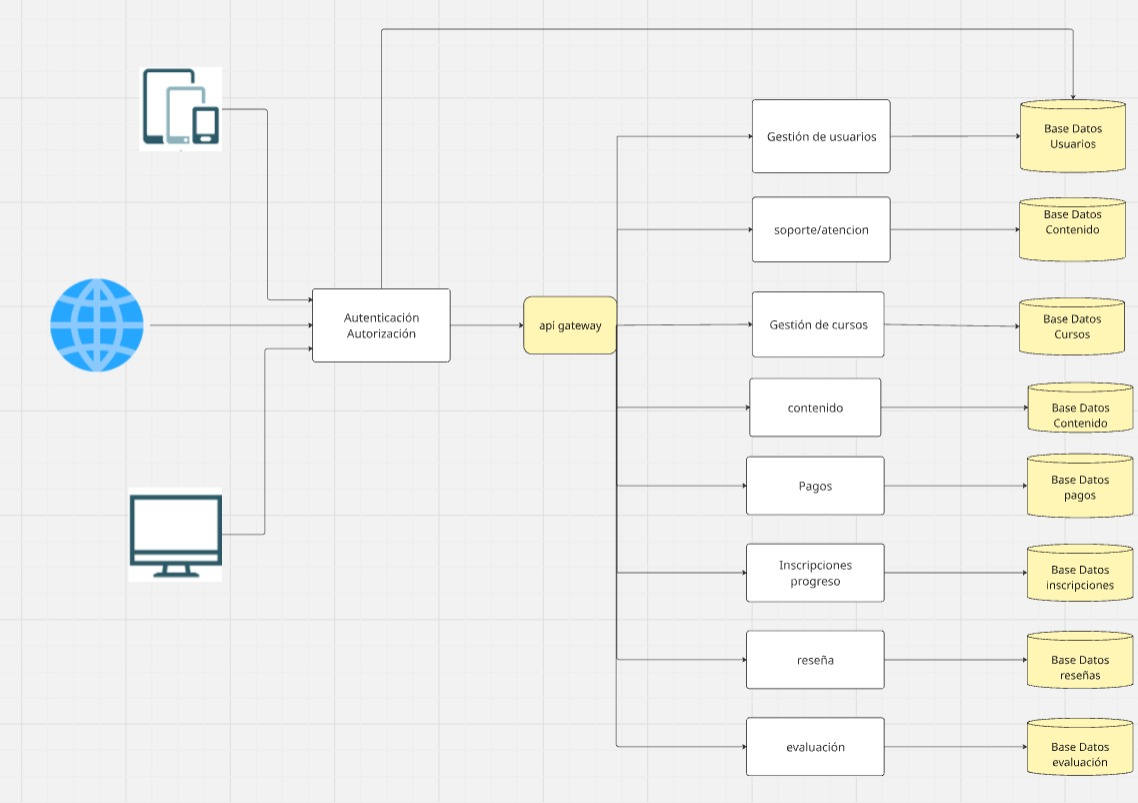 Gestión de usuarios
Base Datos
Usuarios
soporte/atencion
Base Datos
Contenido
Autenticación
Autorización
api gateway
Gestión de cursos
Base Datos
Cursos
contenido
Base Datos
Contenido
Pagos
Base Datos
pagos
Inscripciones
progreso
Base Datos
inscripciones
reseña
Base Datos
reseñas
evaluación
Base Datos
evaluación